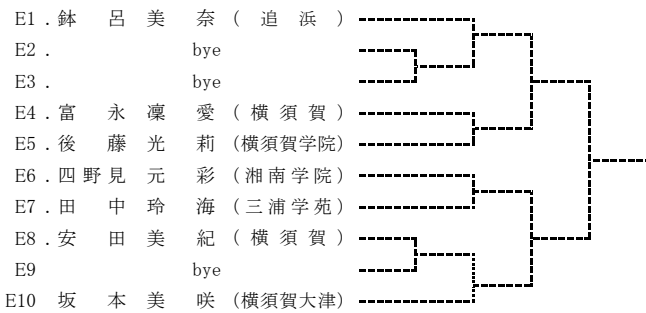 E1．鉢呂美奈（追浜）
E2．bye
E3．bye
E4．富永凜愛（横須賀）
E5．後藤光莉（横須賀学院）
E6．四野見元彩（湘南学院）
E7．田中玲海（三浦学苑）
E8．安田美紀（横須賀）
E9 bye
E10 坂本美咲（横須賀大津）